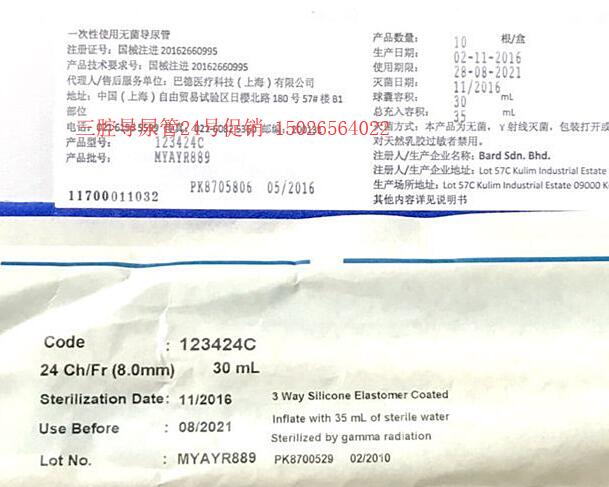 一次性使用无菌导尿管
注册证号：国械注进 20162660995
产品技术要求号：国械注进 20162660995
代理人/售后服务单位：巴德医疗科技（上海）有限公司
地址：中国（上海）自由贸易试验区日樱北路 180 号 57# 楼 B1
部位
三腔导尿管24号促销 15026564022
产品型号： 123424C
产品批号： MYAYR889
11700011032 PK8705806 05/2016
产品数量： 10 根/盒
生产日期： 02-11-2016
使用期限： 28-08-2021
灭菌日期： 11/2016
球囊容积： 30 mL
总充入容积： 35 mL
灭菌方式：本产品为无菌，γ 射线灭菌，包装打开或
对天然乳胶过敏者禁用。
注册人/生产企业名称：Bard Sdn. Bhd.
注册人/生产企业地址：Lot 57C Kulim Industrial Estate
生产场所地址：Lot 57C Kulim Industrial Estate 09000 K
其他内容详见说明书
Code : 123424C
24 Ch/Fr (8.0mm) 30 mL
Sterilization Date: 11/2016
Use Before : 08/2021
Lot No. : MYAYR889
3 Way Silicone Elastomer Coated
Inflate with 35 mL of sterile water
Sterilized by gamma radiation
PK8700529 02/2010